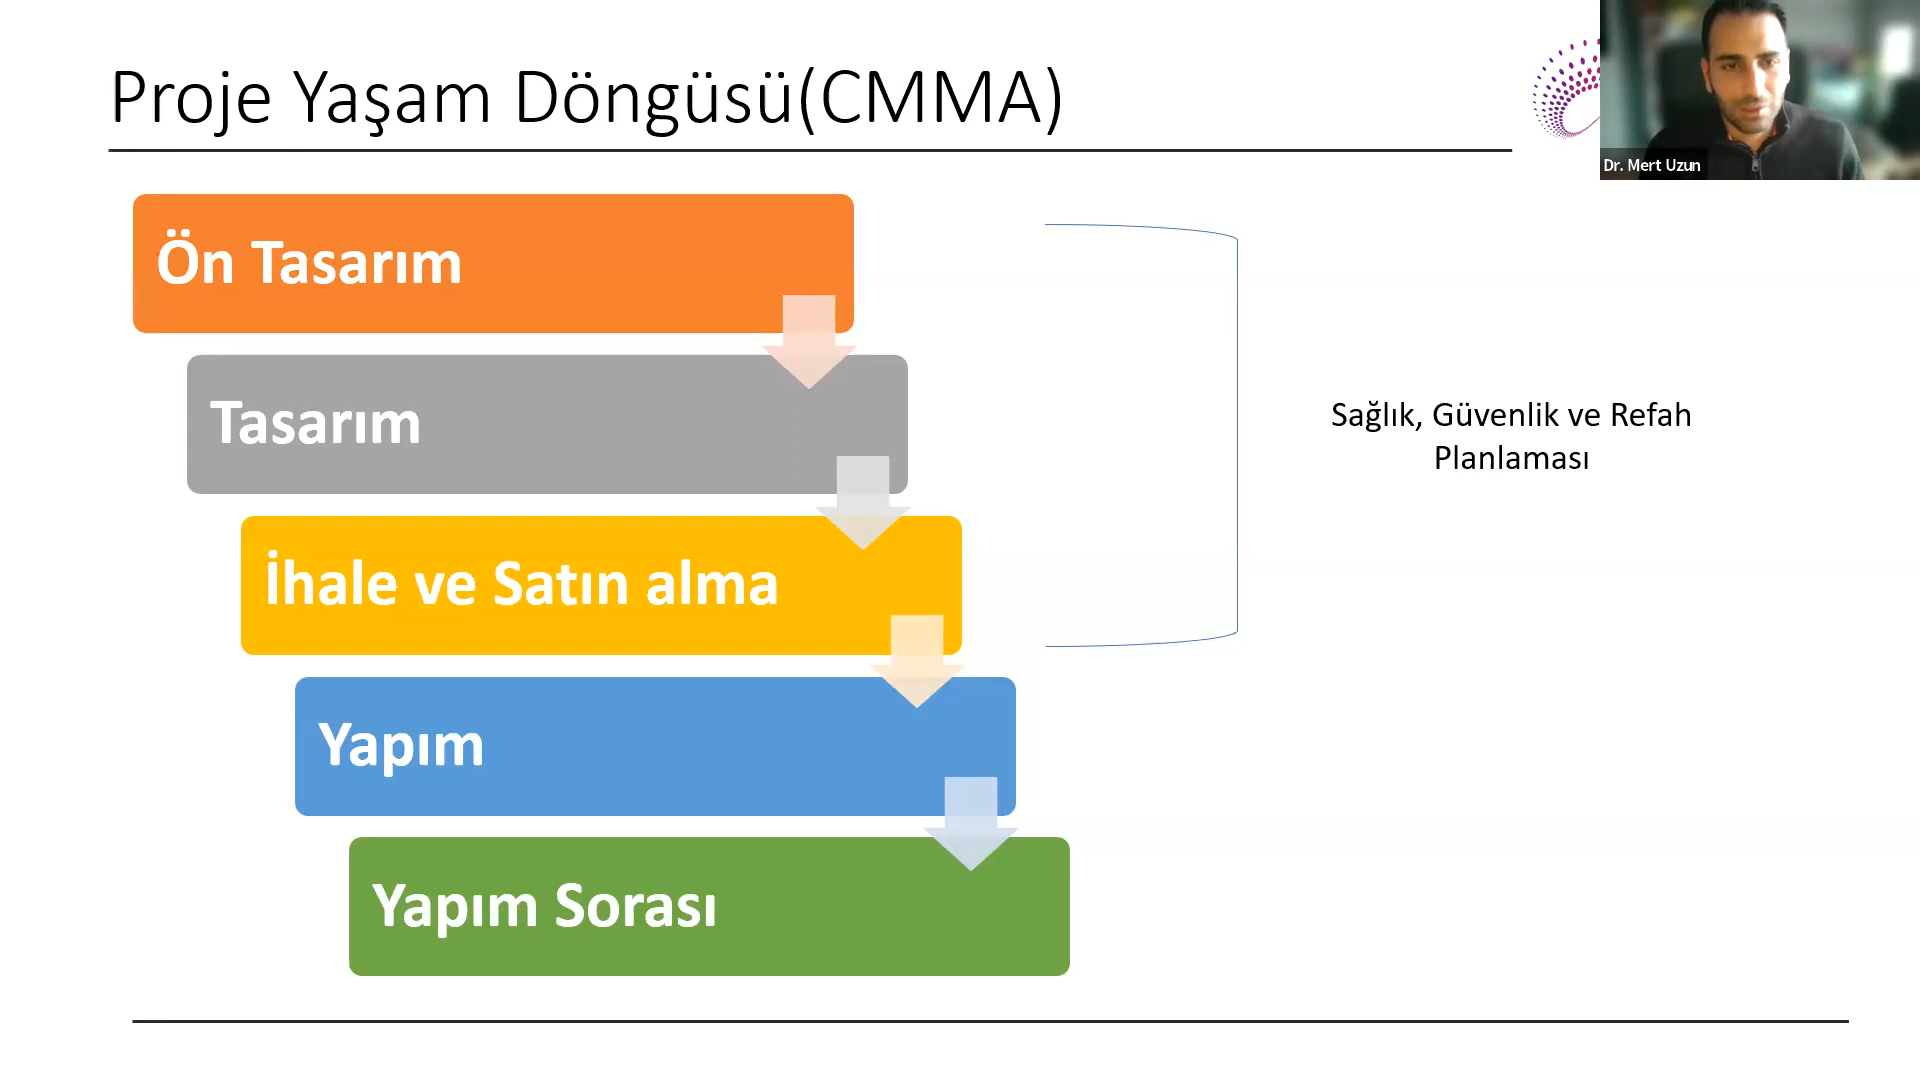 Proje Yaşam Döngüsü(CMMA)
Dr. Mert Uzun
Ön Tasarım
Tasarım
İhale ve Satın alma
Yapım
Yapım Sorası
Sağlık, Güvenlik ve Refah
Planlaması